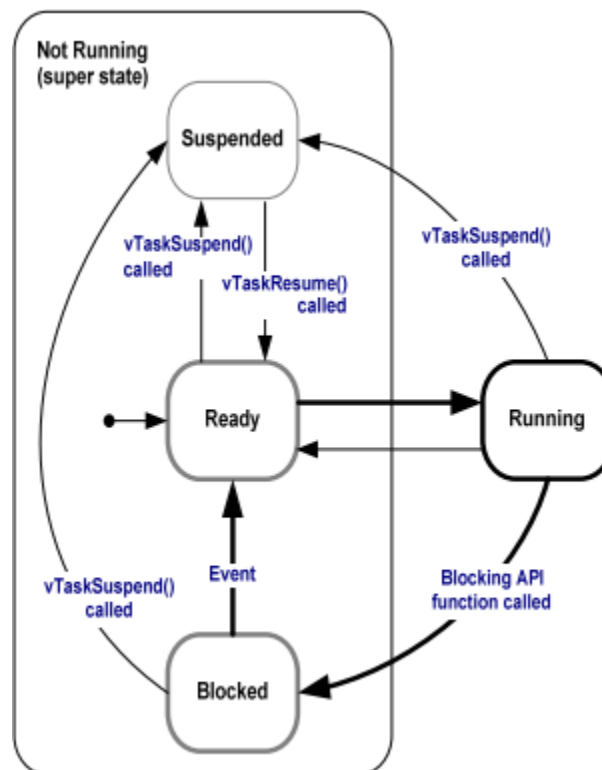 Not Running
(super state)
Suspended
vTaskSuspend()
called
vTaskSuspend()
called
vTaskResume()
called
Ready
Running
Event
vTaskSuspend()
called
Blocking API
function called
Blocked